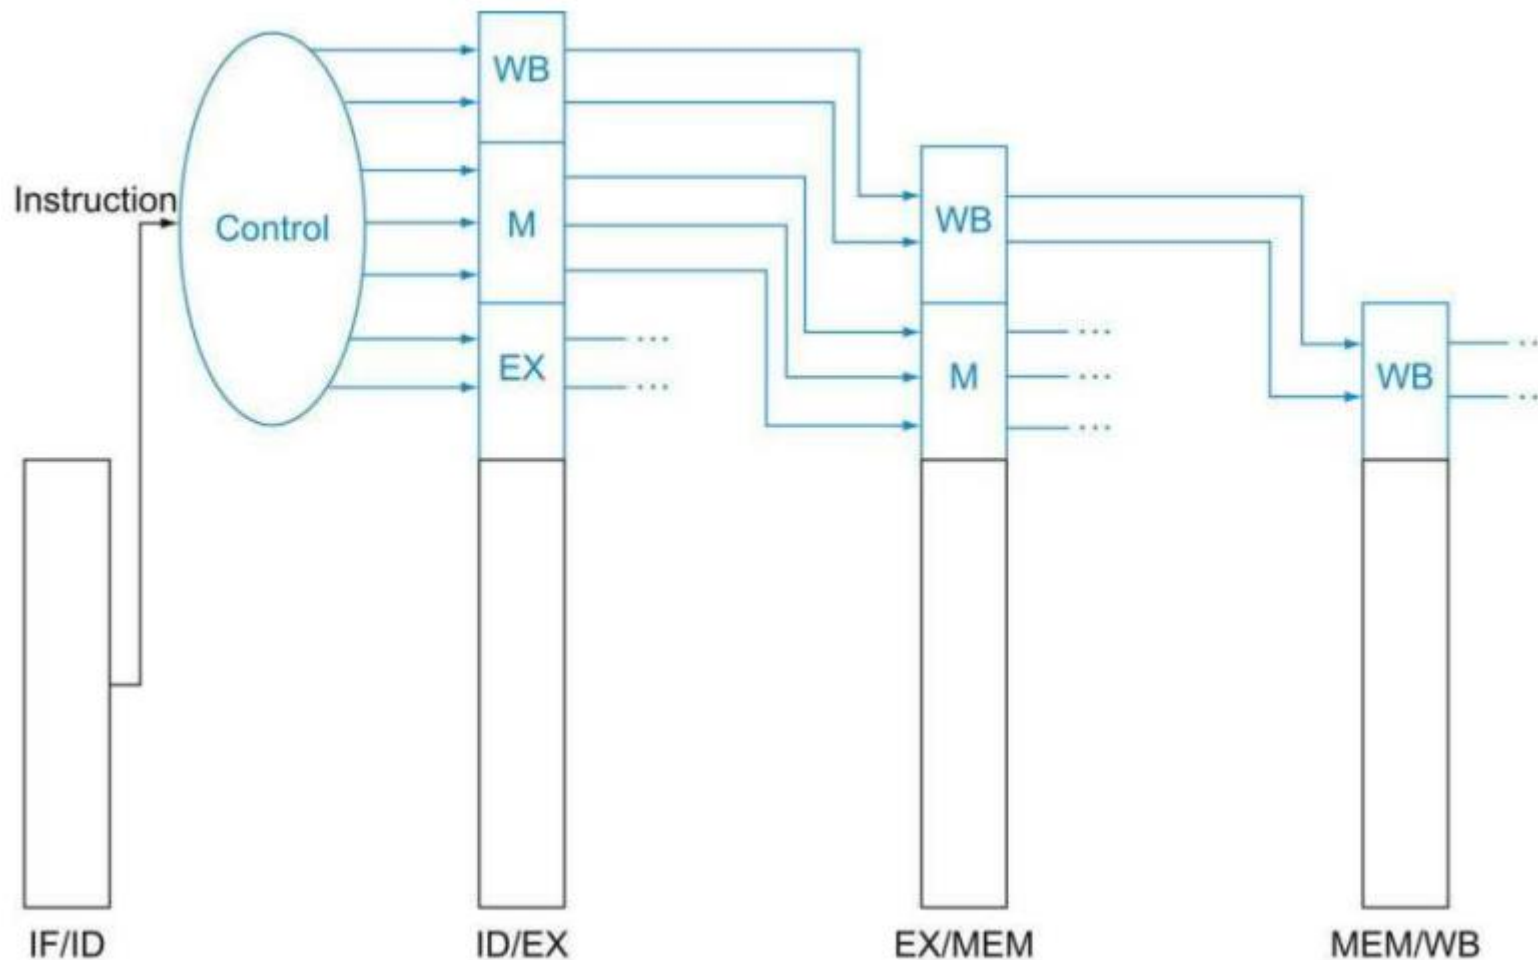 WB
Instruction
Control
M
WB
EX
...
...
M
...
...
...
WB
...
...
IF/ID
ID/EX
EX/MEM
MEM/WB